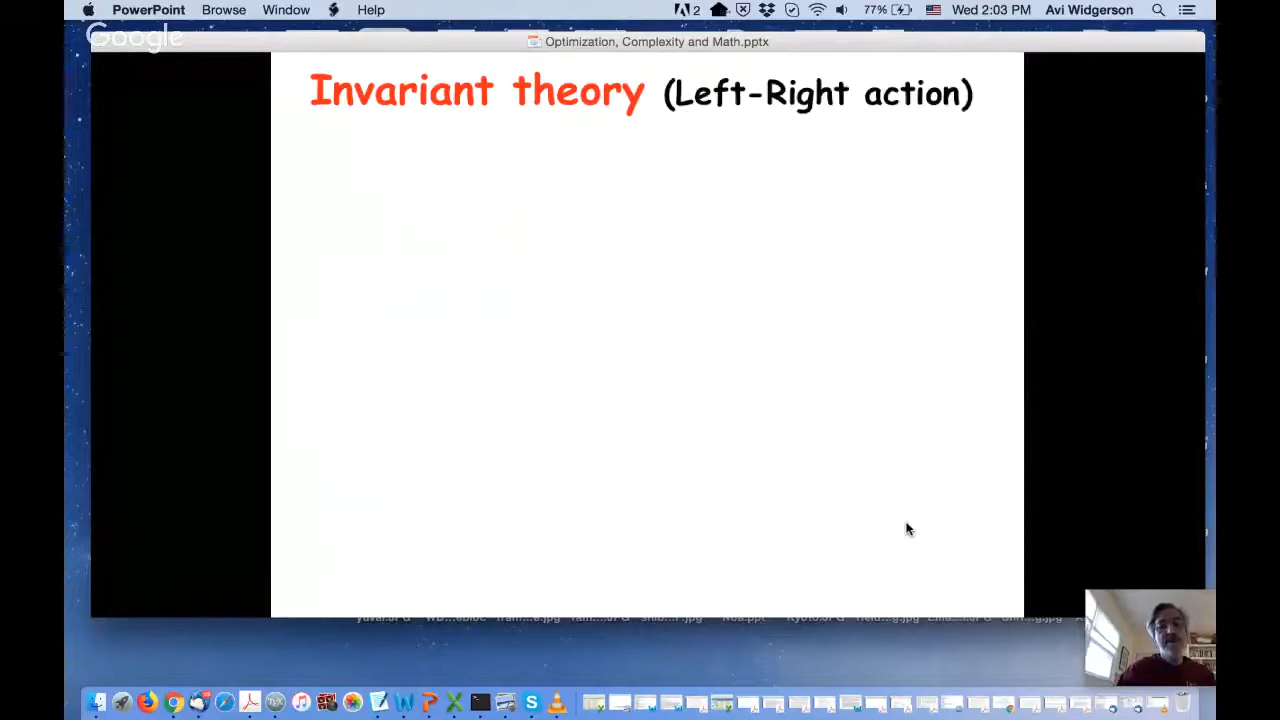 PowerPoint Browse Window Help 2 77% Wed 2:03 PM Avi Widgerson
Google
Optimization, Complexity and Math.pptx
Invariant theory (Left-Right action)